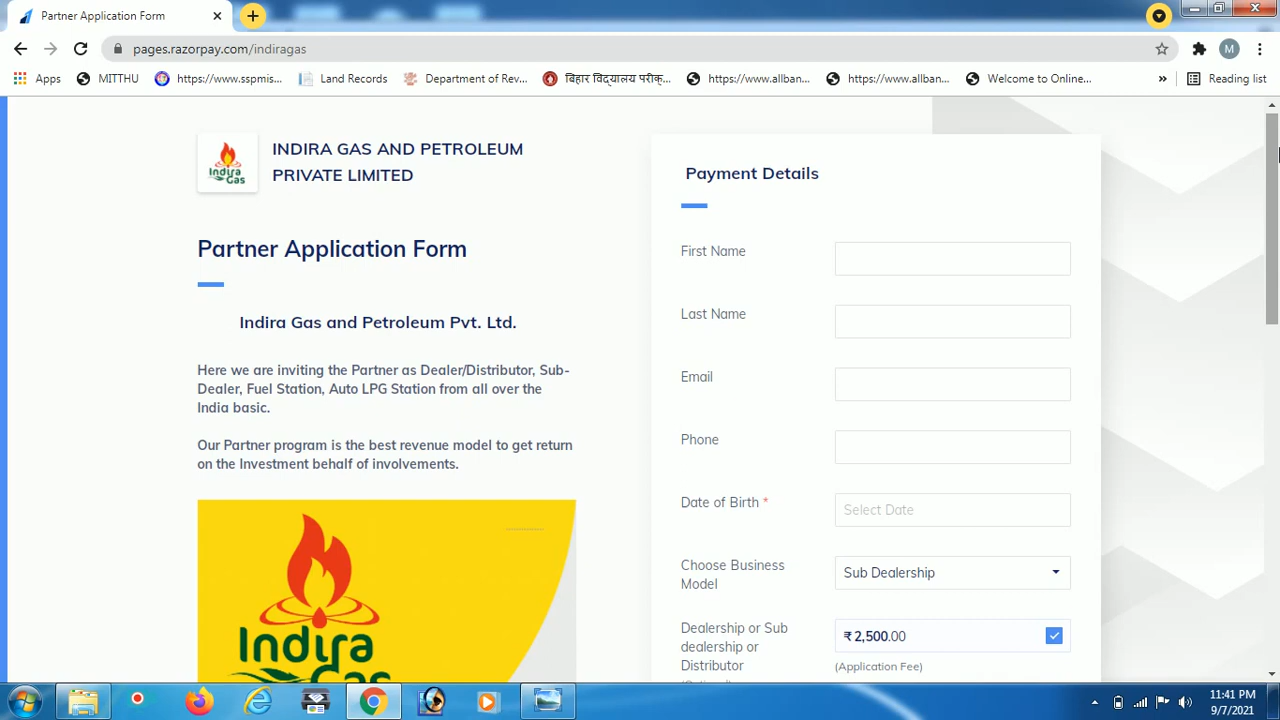 Partner Application Form
pages.razorpay.com/indiragas
M
Apps
MITTHU
https://www.sspmis...
Land Records
Department of Rev...
बिहार विद्यालय परीक्...
https://www.allban...
https://www.allban...
Welcome to Online...
»
Reading list
Indira
Gas
INDIRA GAS AND PETROLEUM
PRIVATE LIMITED
Partner Application Form
Indira Gas and Petroleum Pvt. Ltd.
Here we are inviting the Partner as Dealer/Distributor, Sub-
Dealer, Fuel Station, Auto LPG Station from all over the
India basic.
Our Partner program is the best revenue model to get return
on the Investment behalf of involvements.
Indira
Gas
Payment Details
First Name
Last Name
Email
Phone
Date of Birth *
Select Date
Choose Business
Model
Sub Dealership
Dealership or Sub
dealership or
Distributor
₹ 2,500.00
(Application Fee)
11:41 PM
9/7/2021